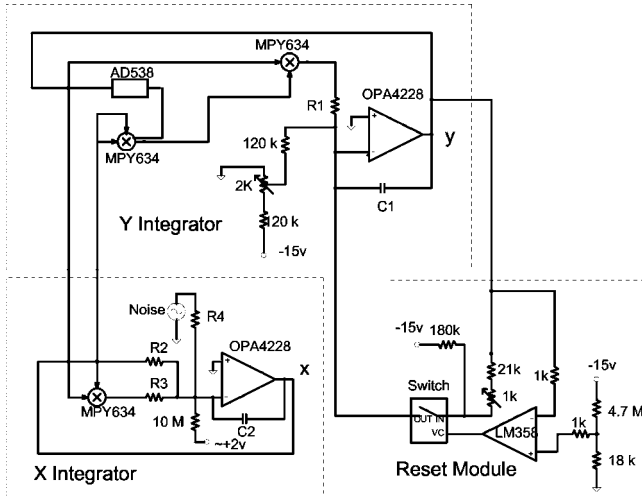 MPY634
AD538
OPA4228
R1
+
-
y
MPY634
120 k
2K
C1
120 k
Y Integrator
-15v
Noise
R4
OPA4228
X
-15v
180k
21k
1k
-15v
R2
+
1k
R3
-
Switch
4.7 M
MPY634
OUT IN
1k
C2
VC
LM358
-
+
10 M
18 k
~+2v
X Integrator
Reset Module